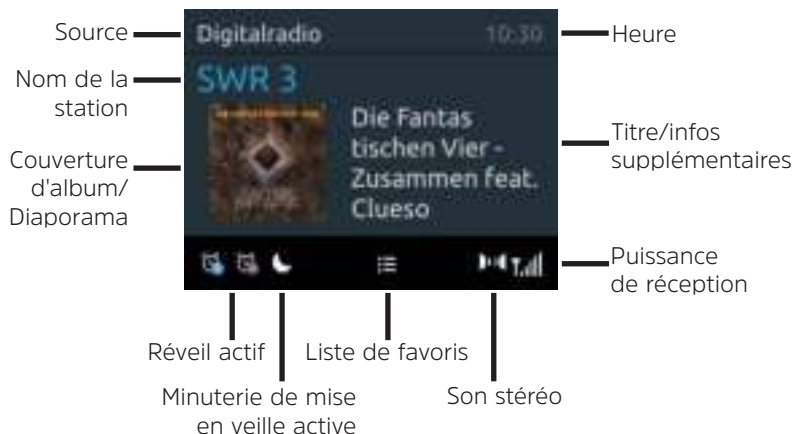 Source
Digitalradio
10:30
Heure
Nom de la
station
SWR 3
Couverture
d'album/
Diaporama
Die Fantas
tischen Vier -
Zusammen feat.
Clueso
Titre/infos
supplémentaires
Puissance
de réception
Réveil actif
Liste de favoris
Minuterie de mise
en veille active
Son stéréo